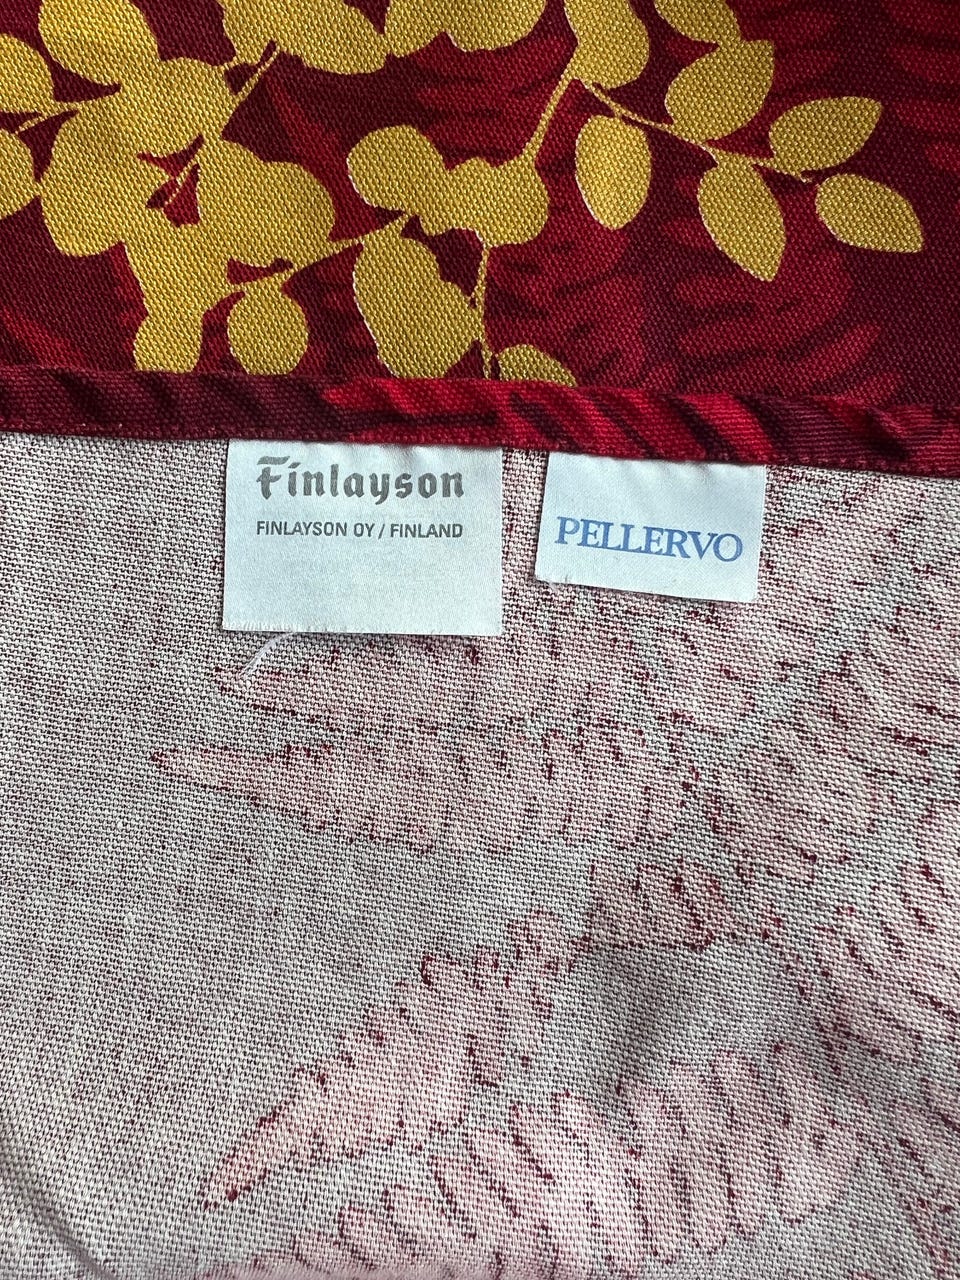 Finlayson
FINLAYSON OY / FINLAND
PELLERVO